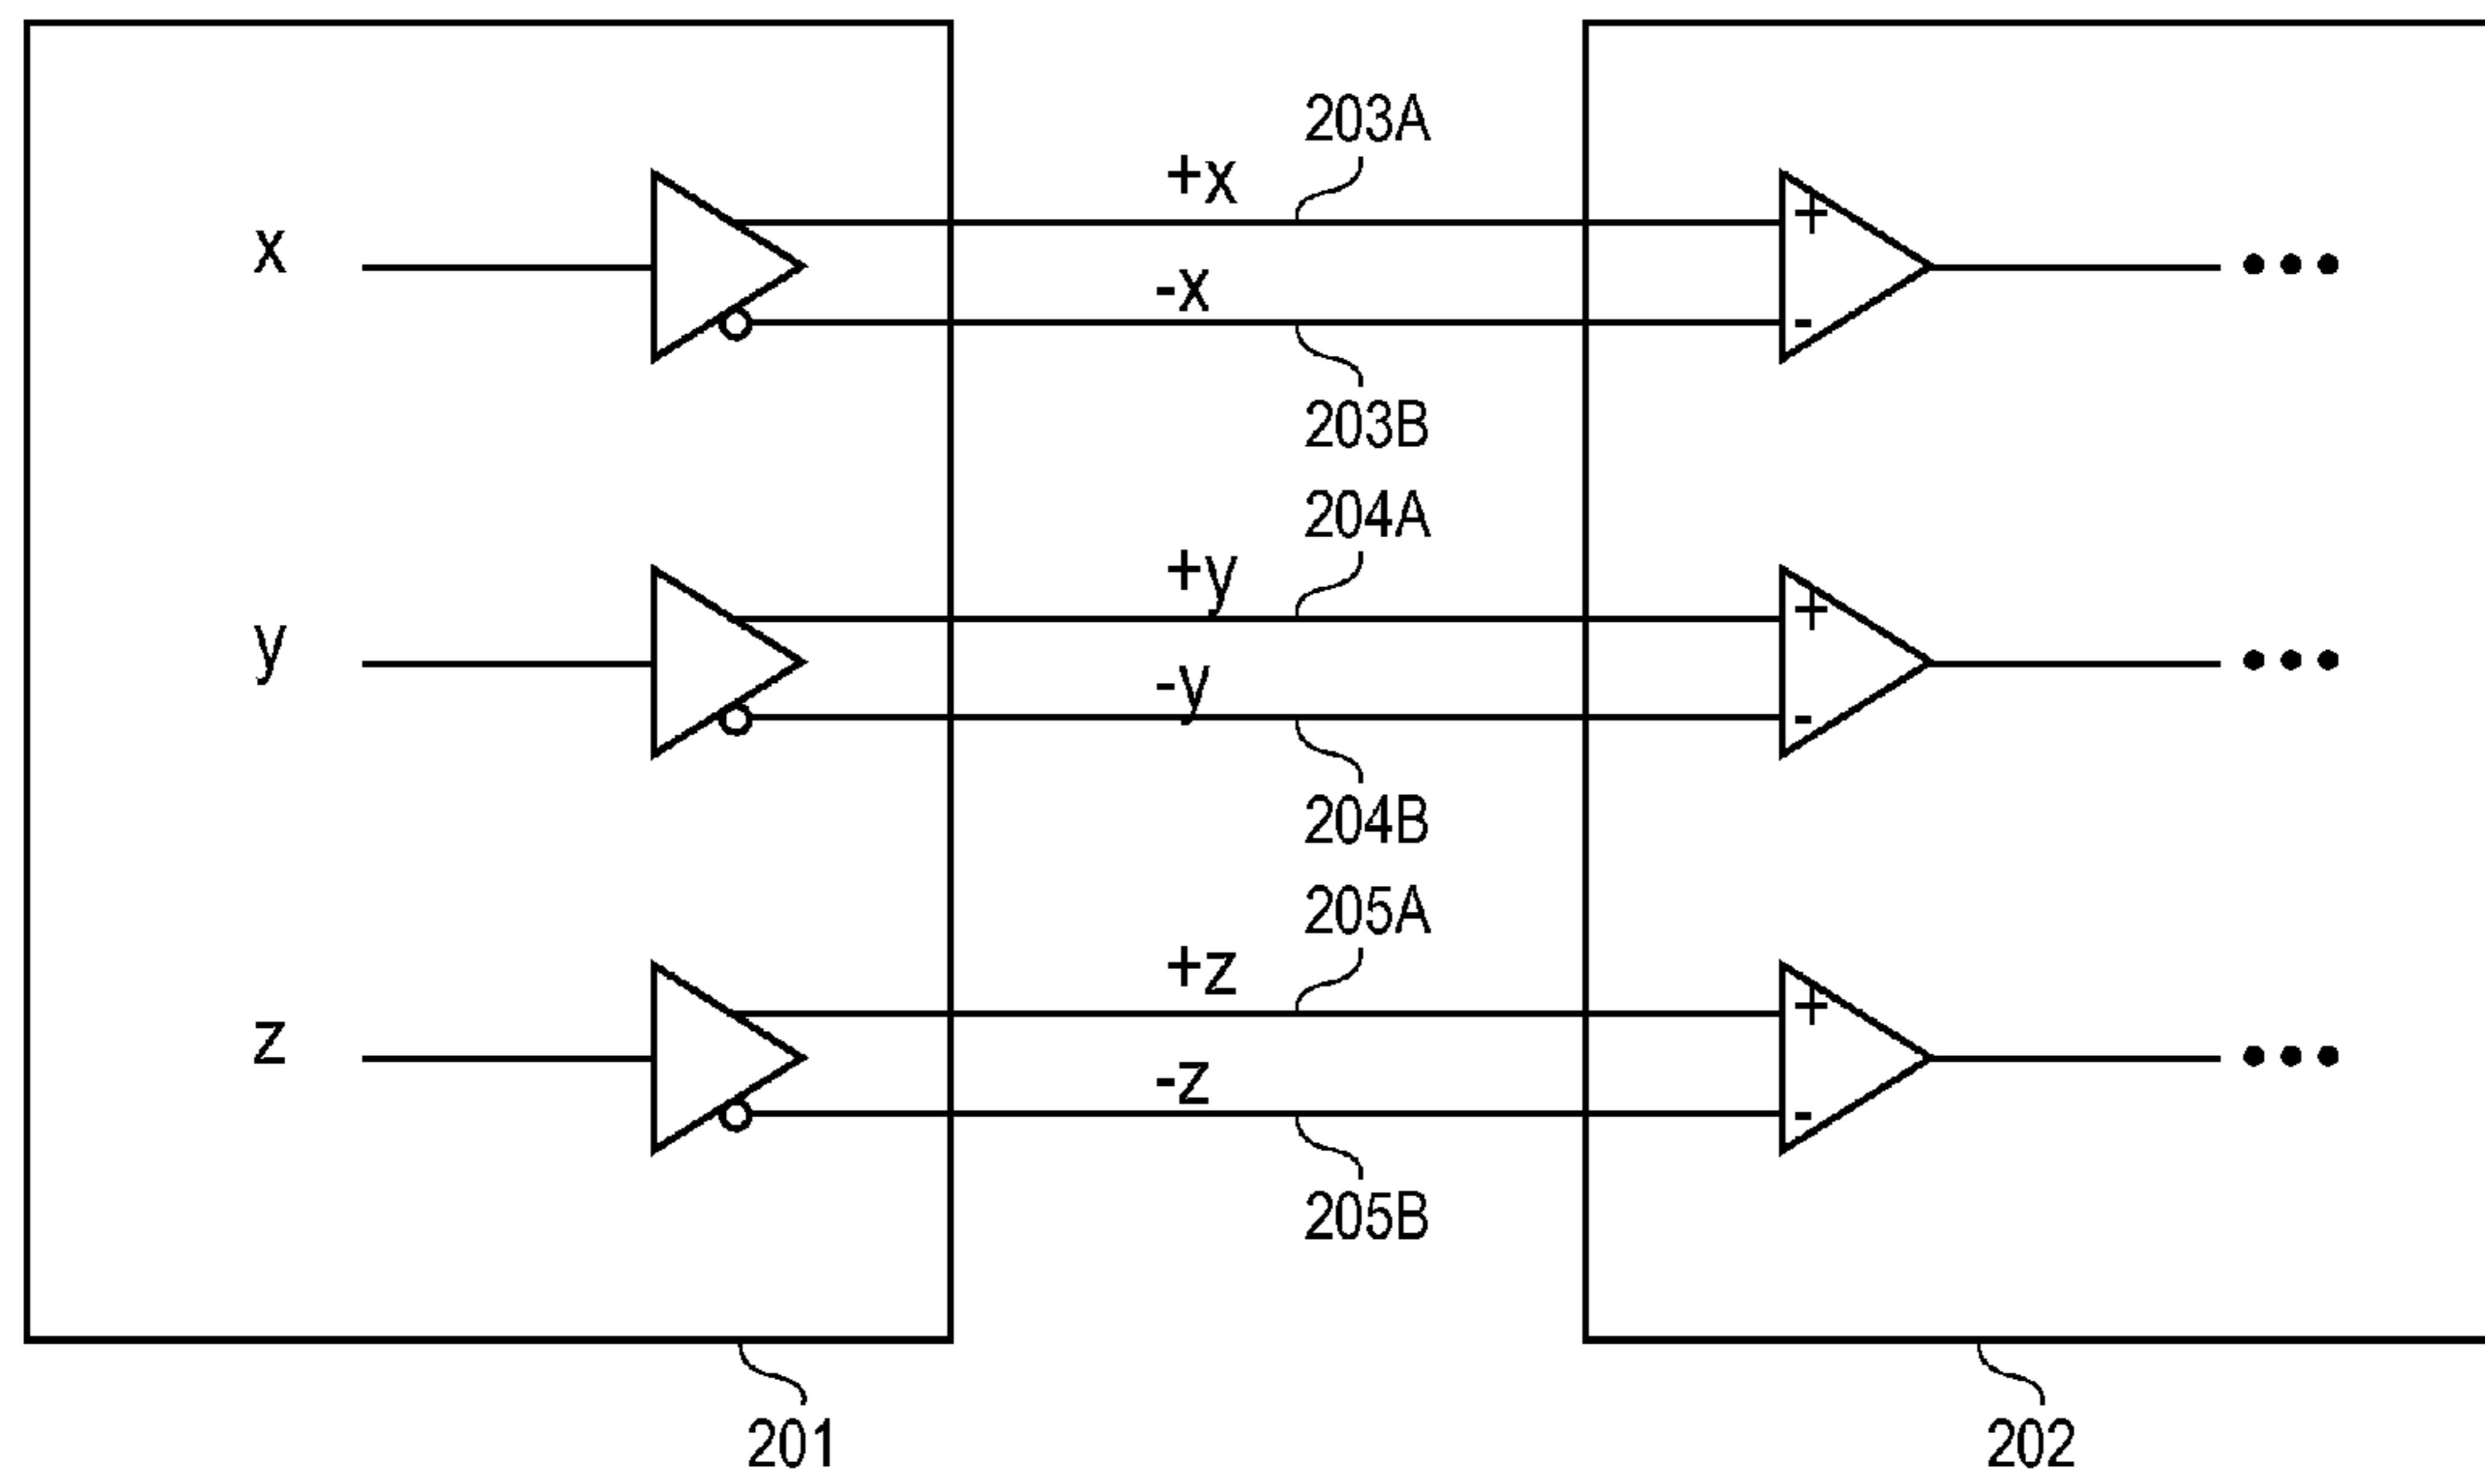 203A
+x
x
+
-x
-
203B
204A
+y
y
+
-y
-
204B
205A
+z
z
+
-z
-
205B
201
202